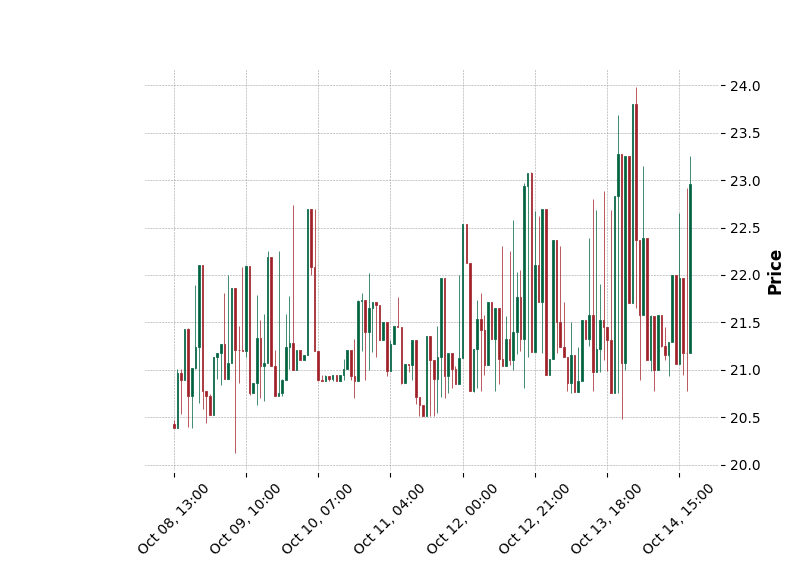 24.0
23.5
23.0
22.5
22.0
21.5
21.0
20.5
20.0
Price
Oct 08, 13:00
Oct 09, 10:00
Oct 10, 07:00
Oct 11, 04:00
Oct 12, 00:00
Oct 12, 21:00
Oct 13, 18:00
Oct 14, 15:00